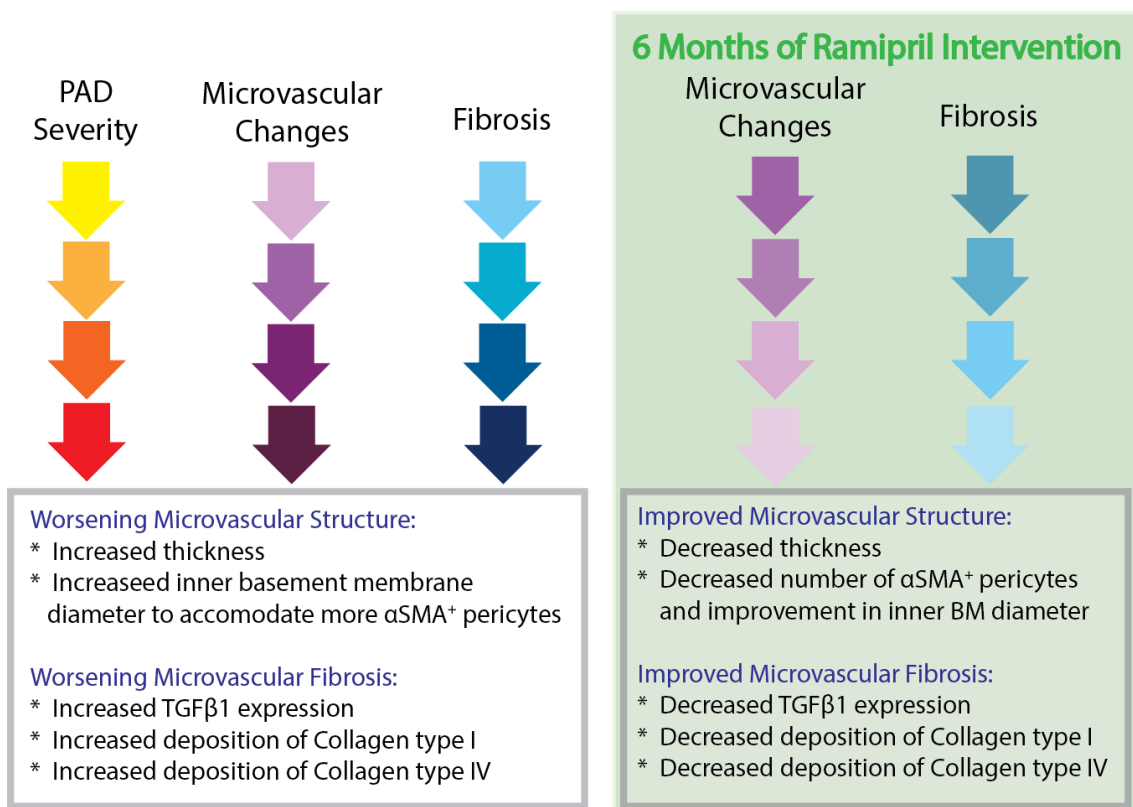 PAD
Severity
Microvascular
Changes
Fibrosis
Worsening Microvascular Structure:
* Increased thickness
* Increaseed inner basement membrane
diameter to accomodate more αSMA⁺ pericytes
Worsening Microvascular Fibrosis:
* Increased TGFβ1 expression
* Increased deposition of Collagen type I
* Increased deposition of Collagen type IV
6 Months of Ramipril Intervention
Microvascular
Changes
Fibrosis
Improved Microvascular Structure:
* Decreased thickness
* Decreased number of αSMA⁺ pericytes
and improvement in inner BM diameter
Improved Microvascular Fibrosis:
* Decreased TGFβ1 expression
* Decreased deposition of Collagen type I
* Decreased deposition of Collagen type IV